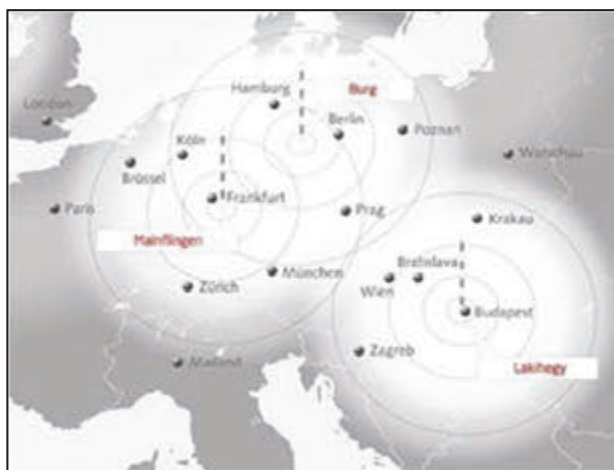 Hamburg
Burg
London
Berlin
Poznan
Köln
Warschau
Brüssel
Frankfurt
Paris
Prag
Krakau
Mainflingen
Bratislava
München
Zürich
Wien
Budapest
Zagreb
Mailand
Lakihegy